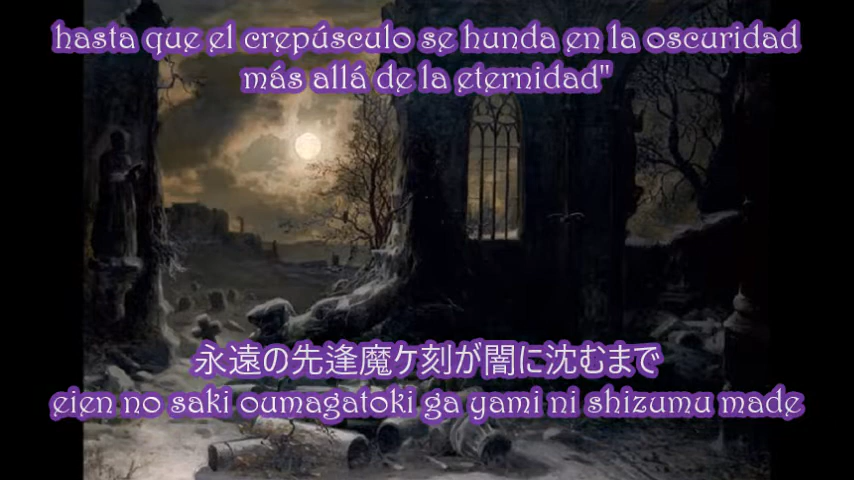 hasta que el crepúsculo se hunda en la oscuridad
más allá de la eternidad"
永遠の先逢魔ケ刻が闇に沈むまで
eien no saki oumagatoki ga yami ni shizumu made